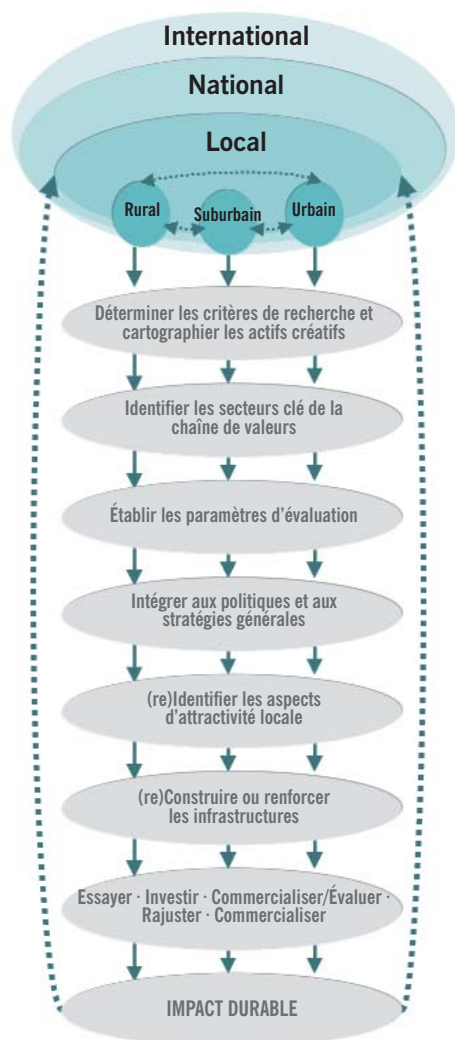 International
National
Local
Rural
Suburbain
Urbain
Déterminer les critères de recherche et
cartographier les actifs créatifs
Identifier les secteurs clé de la
chaîne de valeurs
Établir les paramètres d'évaluation
Intégrer aux politiques et aux
stratégies générales
(re)Identifier les aspects
d'attractivité locale
(re)Construire ou renforcer
les infrastructures
Essayer · Investir · Commercialiser/Évaluer ·
Rajuster · Commercialiser
IMPACT DURABLE